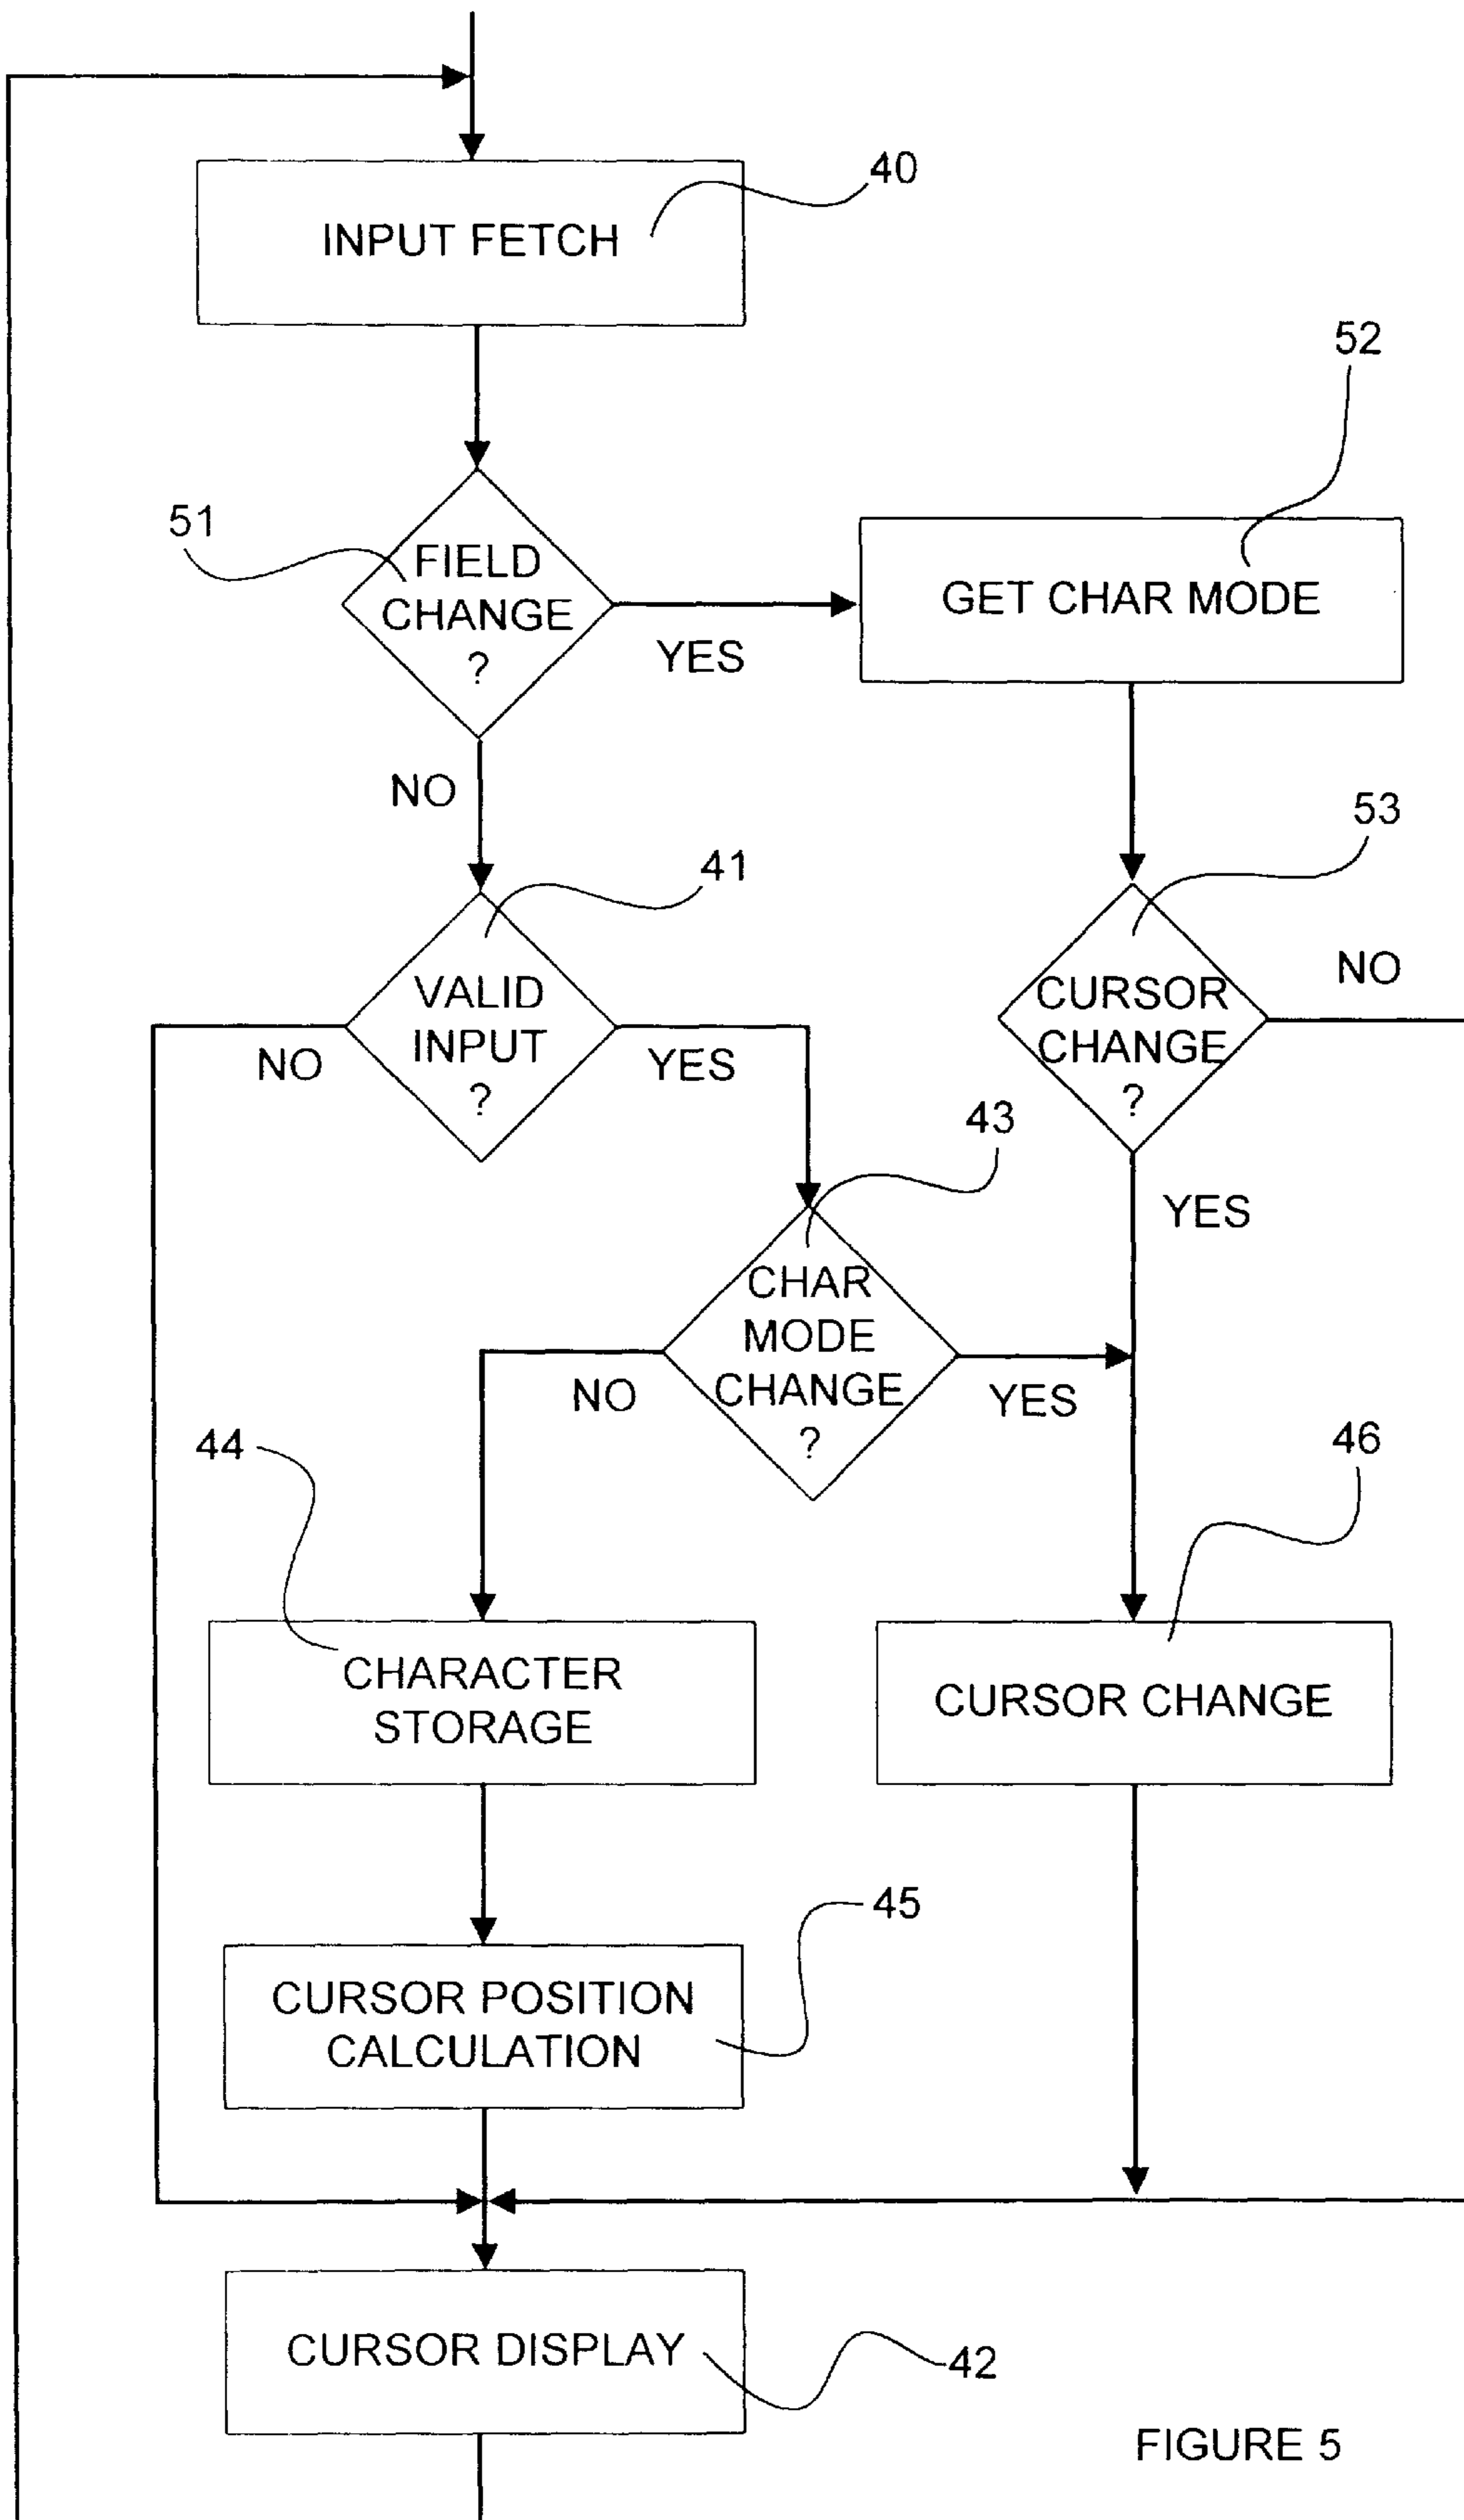 40
INPUT FETCH
52
51
FIELD
CHANGE
?
YES
GET CHAR MODE
NO
53
41
VALID
INPUT
?
NO
YES
CURSOR
CHANGE
?
NO
43
YES
CHAR
MODE
CHANGE
?
NO
YES
44
46
CHARACTER
STORAGE
CURSOR CHANGE
45
CURSOR POSITION
CALCULATION
CURSOR DISPLAY
42
FIGURE 5